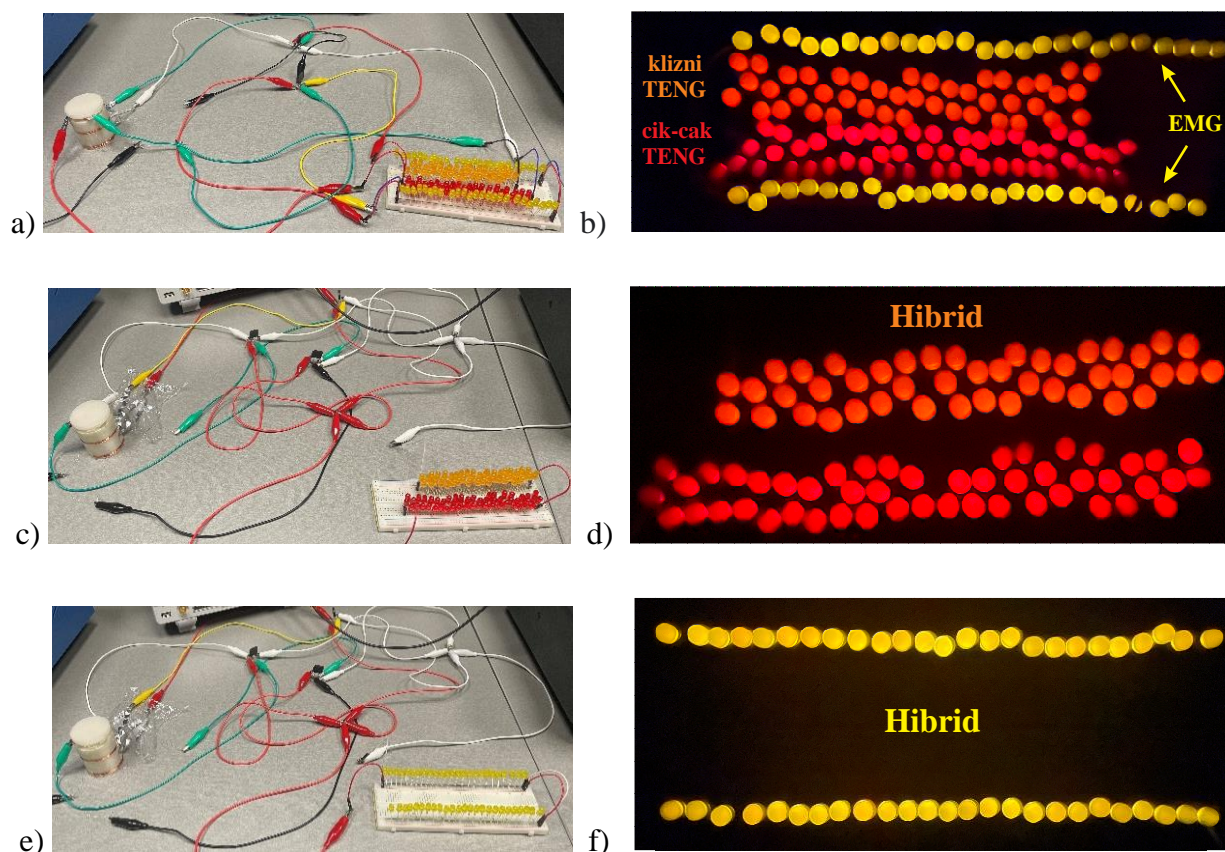 a)
b)
klizni
TENG
cik-cak
TENG
EMG
c)
d)
Hibrid
e)
f)
Hibrid